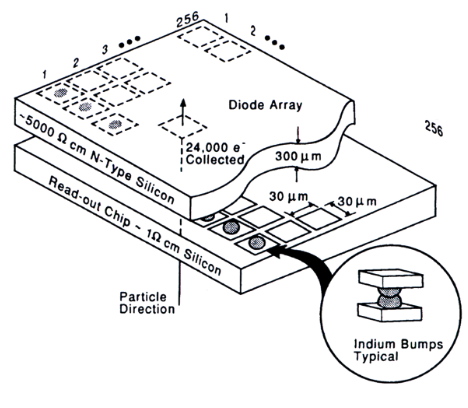 256
1
2
•••
1
2
3
•••
Diode Array
256
24,000 e⁻
Collected
300 μm
~5000 Ω cm N-Type Silicon
30 μm
30 μm
Read-out Chip ~ 1Ω cm Silicon
Particle
Direction
Indium Bumps
Typical